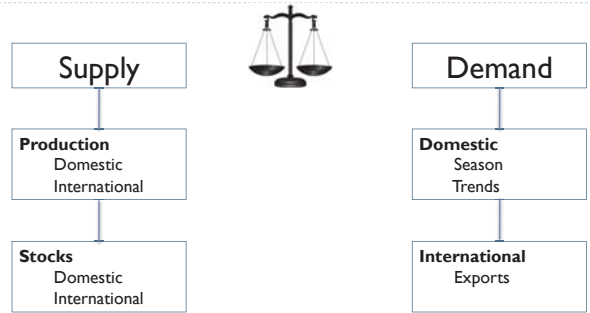 Supply
Production
Domestic
International
Stocks
Domestic
International
Demand
Domestic
Season
Trends
International
Exports